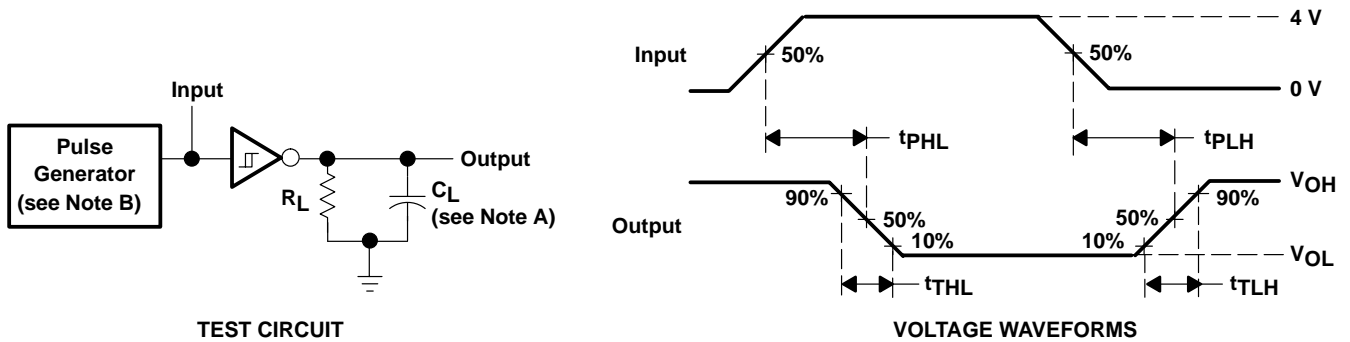 Input
Pulse
Generator
(see Note B)
Output
RL
CL
(see Note A)
TEST CIRCUIT
Input
50%
50%
4 V
0 V
tPHL
tPLH
Output
90%
50%
10%
10%
50%
90%
VOH
VOL
tTHL
tTLH
VOLTAGE WAVEFORMS